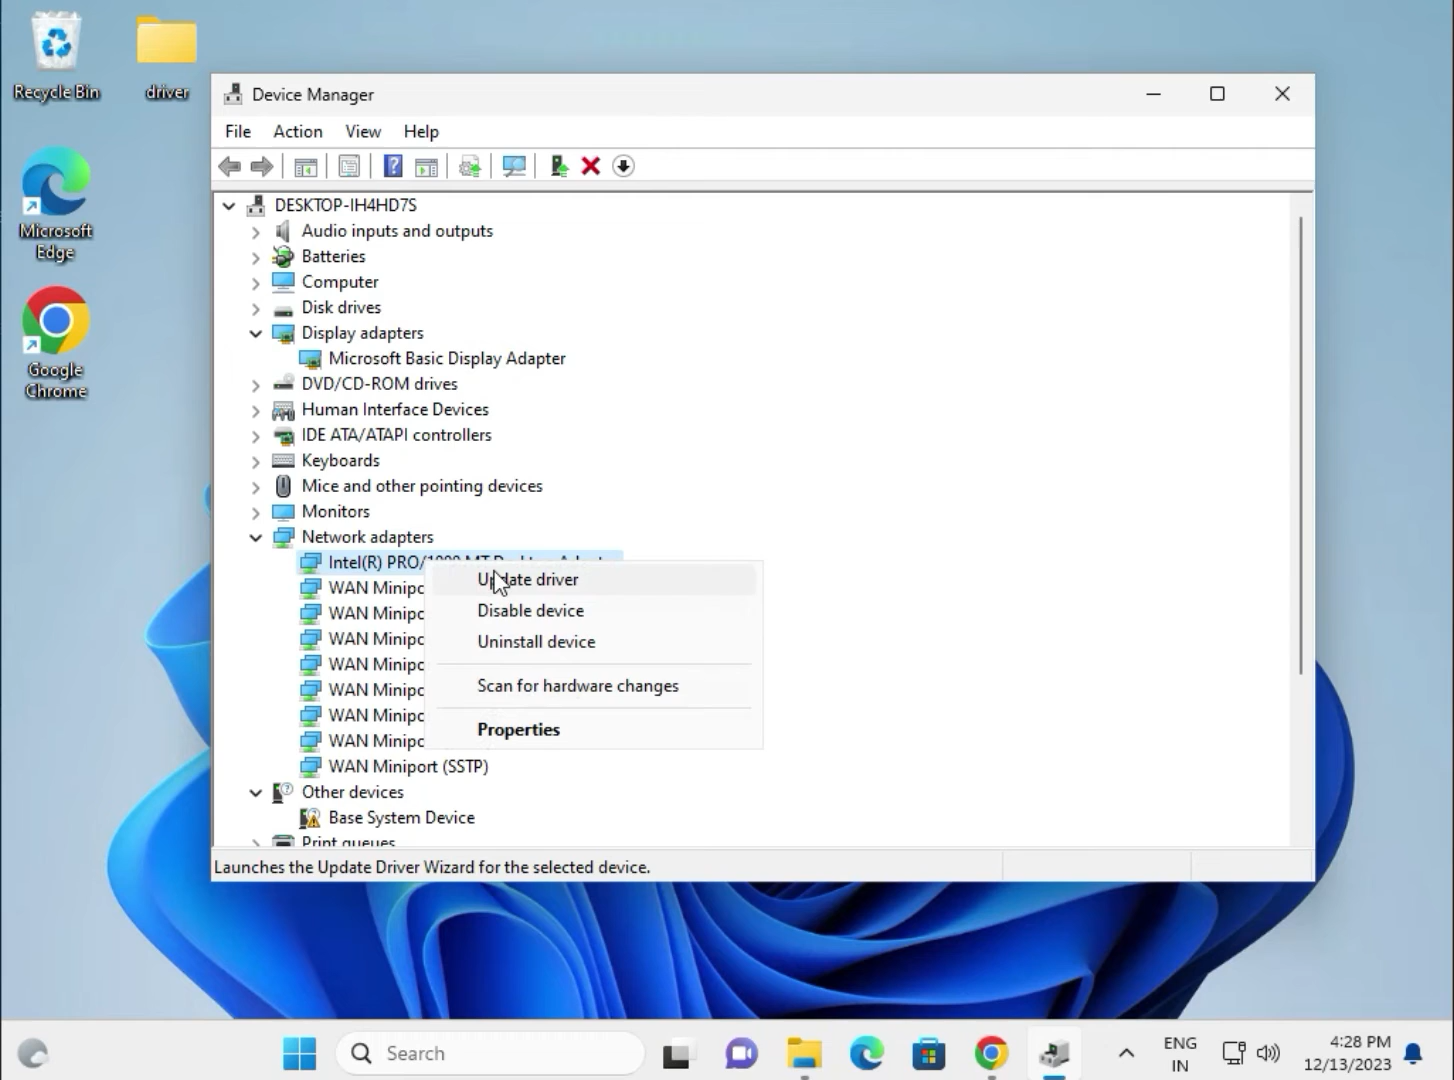 Recycle Bin
driver
Microsoft
Edge
Google
Chrome
Device Manager
File Action View Help
DESKTOP-IH4HD7S
Audio inputs and outputs
Batteries
Computer
Disk drives
Display adapters
Microsoft Basic Display Adapter
DVD/CD-ROM drives
Human Interface Devices
IDE ATA/ATAPI controllers
Keyboards
Mice and other pointing devices
Monitors
Network adapters
Intel(R) PRO/1000 MT Desktop Adapter
WAN Minipo
WAN Minipo
WAN Minipo
WAN Minipo
WAN Minipo
WAN Minipo
WAN Minipo
WAN Miniport (SSTP)
Other devices
Base System Device
Print queues
Update driver
Disable device
Uninstall device
Scan for hardware changes
Properties
Launches the Update Driver Wizard for the selected device.
Search
ENG
IN
4:28 PM
12/13/2023